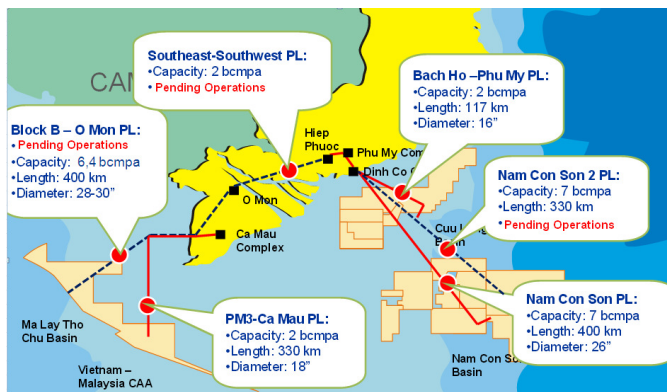 CAM
Southeast-Southwest PL:
•Capacity: 2 bcmpa
•Pending Operations
Bach Ho –Phu My PL:
•Capacity: 2 bcmpa
•Length: 117 km
•Diameter: 16”
Block B – O Mon PL:
•Pending Operations
•Capacity: 6,4 bcmpa
•Length: 400 km
•Diameter: 28-30”
Hiep
Phuoc
Phu My Com
Dinh Co
Nam Con Son 2 PL:
•Capacity: 7 bcmpa
•Length: 330 km
•Pending Operations
O Mon
Ca Mau
Complex
Cuu
Basin
Ma Lay Tho
Chu Basin
PM3-Ca Mau PL:
•Capacity: 2 bcmpa
•Length: 330 km
•Diameter: 18”
Nam Con Son PL:
•Capacity: 7 bcmpa
•Length: 400 km
•Diameter: 26”
Nam Con Son
Basin
Vietnam –
Malaysia CAA